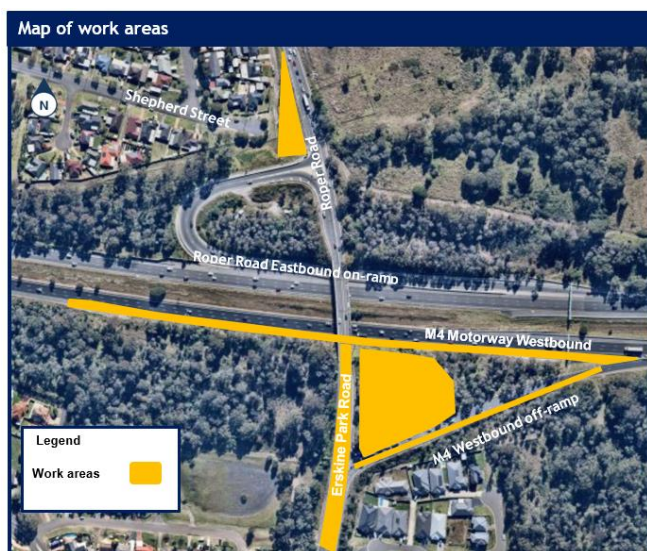 Map of work areas
N
Shepherd Street
Roper Road
Roper Road Eastbound on-ramp
M4 Motorway Westbound
Erskine Park Road
M4 Westbound off-ramp
Legend
Work areas